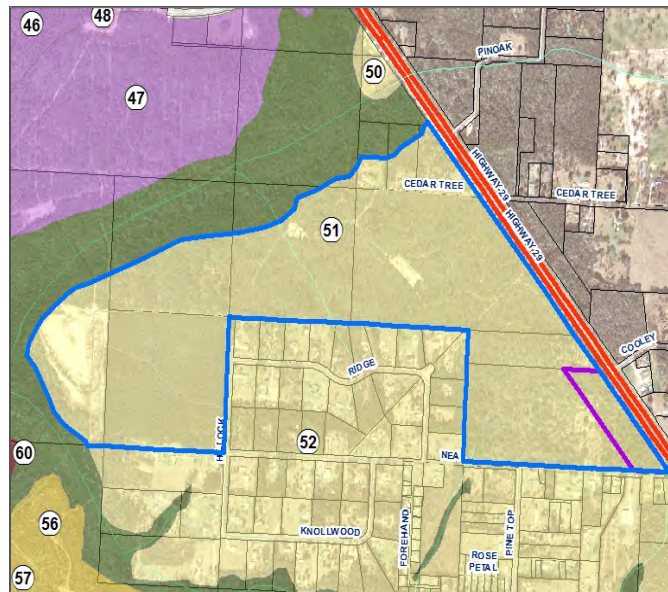 46
48
47
50
PINOAK
HIGHWAY-29
HIGHWAY-29
CEDAR TREE
CEDAR TREE
51
COOLEY
RIDGE
52
NEA
60
KNOLLWOOD
FOREHAND
PINE TOP
ROSE
PETAL
56
57